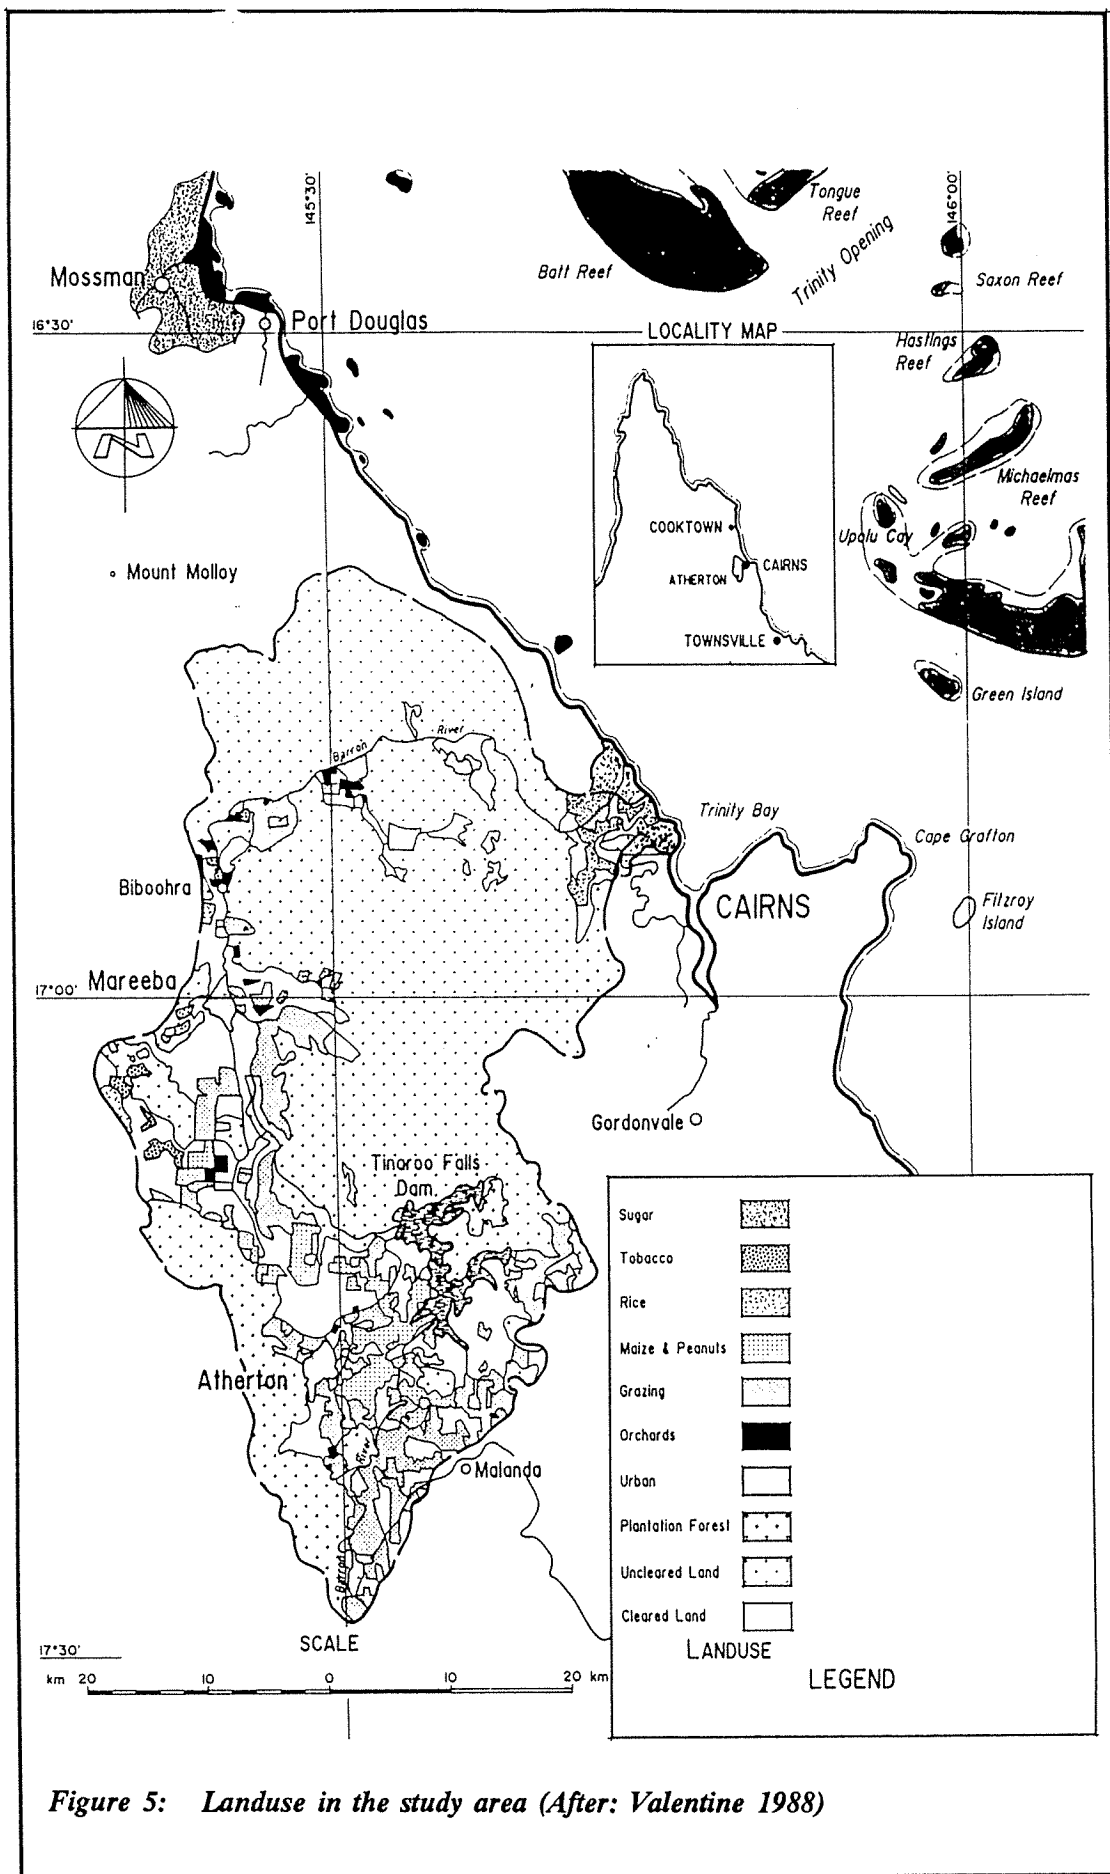 145°30'
146°00'
Tongue
Reef
Trinity Opening
Batt Reef
Saxon Reef
Mossman
Port Douglas
16°30'
LOCALITY MAP
Hastings
Reef
N
Michaelmas
Reef
COOKTOWN
Upolu Cay
CAIRNS
ATHERTON
Mount Molloy
TOWNSVILLE
Green Island
Barron
River
Trinity Bay
Cape Grafton
Biboohra
CAIRNS
Fitzroy
Island
Mareeba
17°00'
Gordonvale
Tinaroo Falls
Dam
Atherton
River
Malanda
Barron
17°30'
SCALE
km 20 10 0 10 20 km
Sugar
Tobacco
Rice
Maize & Peanuts
Grazing
Orchards
Urban
Plantation Forest
Uncleared Land
Cleared Land
LANDUSE
LEGEND
Figure 5: Landuse in the study area (After: Valentine 1988)